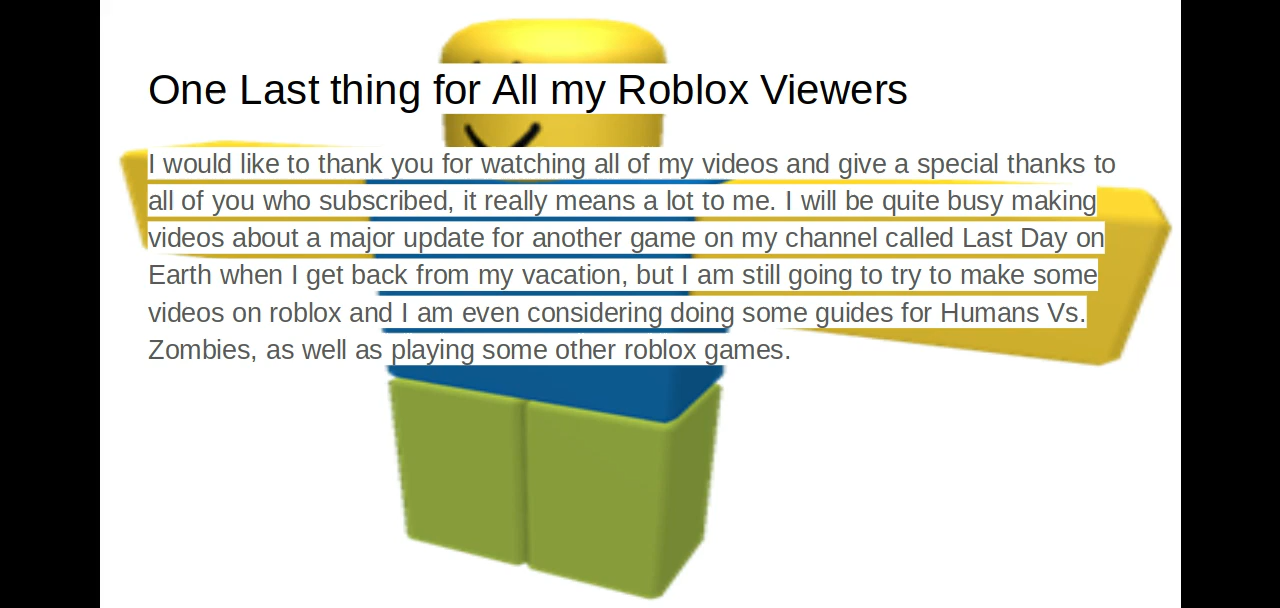 One Last thing for All my Roblox Viewers
I would like to thank you for watching all of my videos and give a special thanks to
all of you who subscribed, it really means a lot to me. I will be quite busy making
videos about a major update for another game on my channel called Last Day on
Earth when I get back from my vacation, but I am still going to try to make some
videos on roblox and I am even considering doing some guides for Humans Vs.
Zombies, as well as playing some other roblox games.